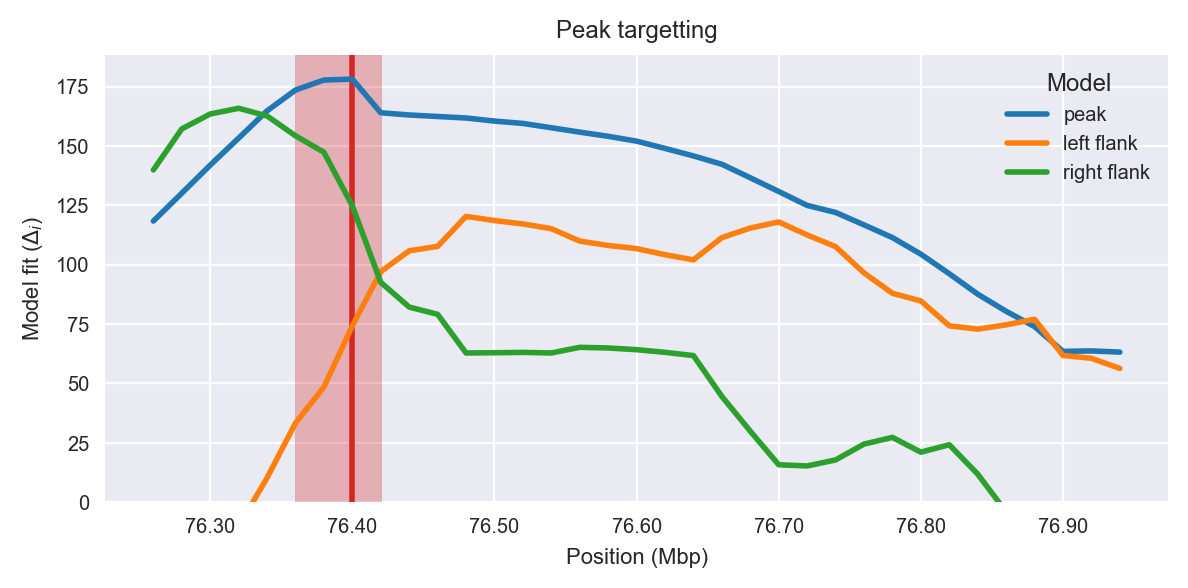 Peak targetting
Model
peak
left flank
right flank
175
150
125
100
75
50
25
0
Model fit (Δᵢ)
76.30 76.40 76.50 76.60 76.70 76.80 76.90
Position (Mbp)